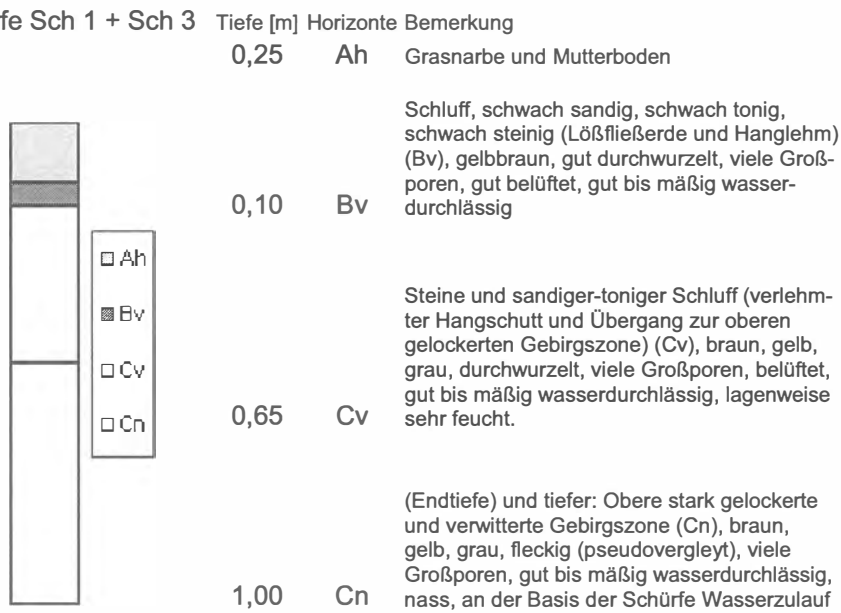 fe Sch 1 + Sch 3 Tiefe [m] Horizonte Bemerkung
0,25 Ah Grasnarbe und Mutterboden
Schluff, schwach sandig, schwach tonig,
schwach steinig (Lößfließerde und Hanglehm)
(Bv), gelbbraun, gut durchwurzelt, viele Groß-
poren, gut belüftet, gut bis mäßig wasser-
0,10 Bv durchlässig
Ah
Bv
Cv
Cn
Steine und sandiger-toniger Schluff (verlehm-
ter Hangschutt und Übergang zur oberen
gelockerten Gebirgszone) (Cv), braun, gelb,
grau, durchwurzelt, viele Großporen, belüftet,
gut bis mäßig wasserdurchlässig, lagenweise
0,65 Cv sehr feucht.
(Endtiefe) und tiefer: Obere stark gelockerte
und verwitterte Gebirgszone (Cn), braun,
gelb, grau, fleckig (pseudovergleyt), viele
Großporen, gut bis mäßig wasserdurchlässig,
1,00 Cn nass, an der Basis der Schürfe Wasserzulauf